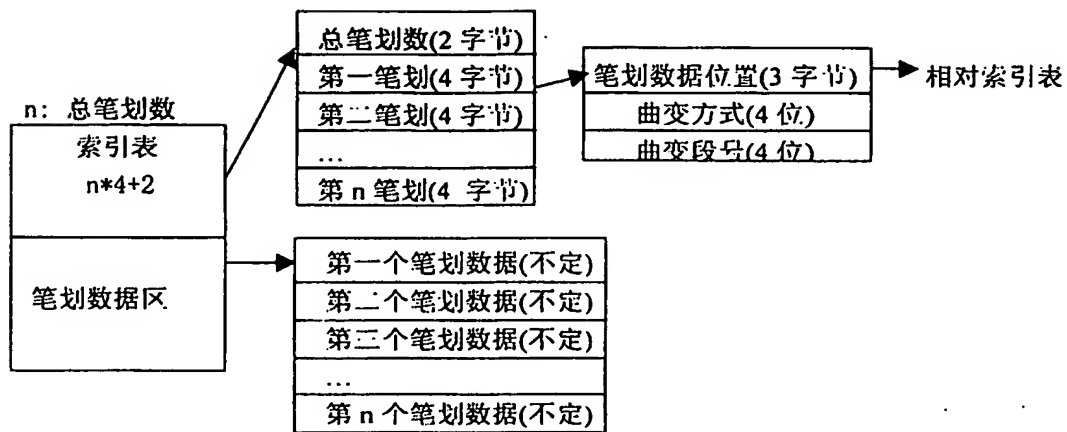 n: 总笔划数
索引表
n*4+2
笔划数据区
总笔划数(2 字节)
第一笔划(4 字节)
第二笔划(4 字节)
...
第 n 笔划(4 字节)
笔划数据位置(3 字节)
曲变方式(4 位)
曲变段号(4 位)
相对索引表
第一个笔划数据(不定)
第二个笔划数据(不定)
第三个笔划数据(不定)
...
第 n 个笔划数据(不定)